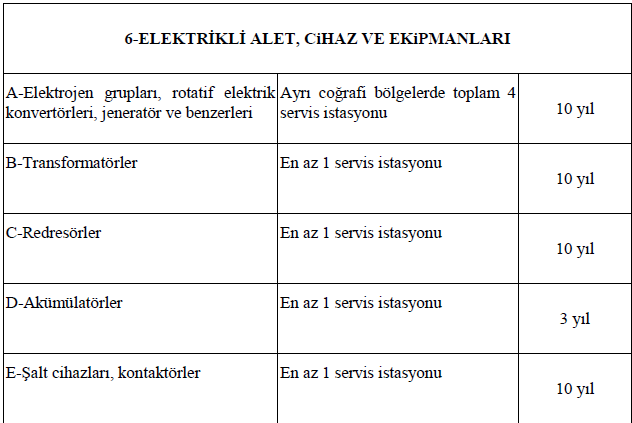 6-ELEKTRİKLİ ALET, CiHAZ VE EKiPMANLARI
A-Elektrojen grupları, rotatif elektrik
konvertörleri, jeneratör ve benzerleri
Ayrı coğrafi bölgelerde toplam 4
servis istasyonu
10 yıl
B-Transformatörler
En az 1 servis istasyonu
10 yıl
C-Redresörler
En az 1 servis istasyonu
10 yıl
D-Akümülatörler
En az 1 servis istasyonu
3 yıl
E-Şalt cihazları, kontaktörler
En az 1 servis istasyonu
10 yıl